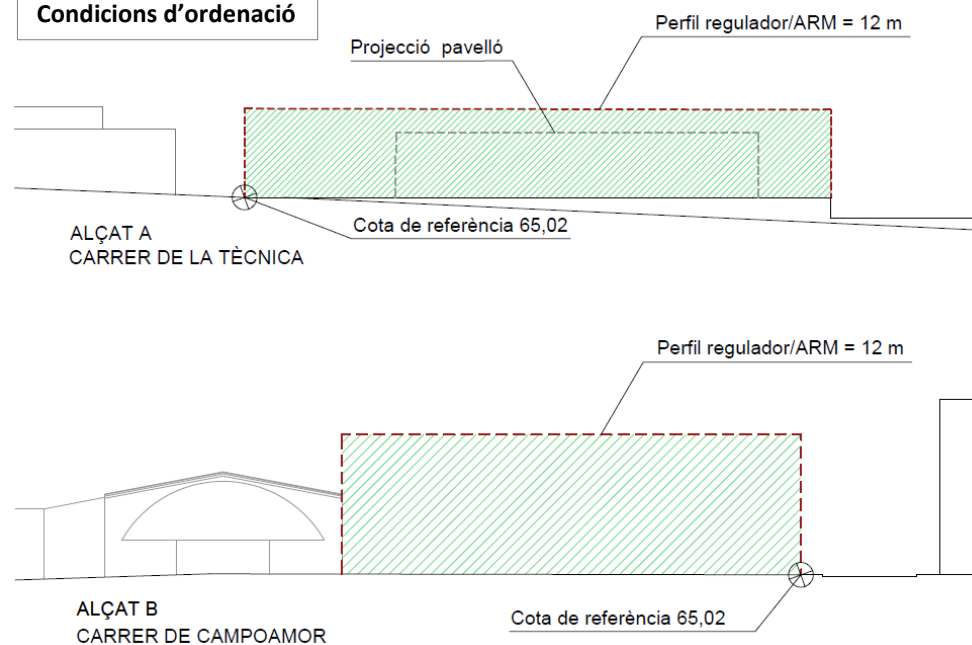 Condicions d'ordenació
Perfil regulador/ARM = 12 m
Projecció pavelló
Cota de referència 65,02
ALÇAT A
CARRER DE LA TÈCNICA
Perfil regulador/ARM = 12 m
Cota de referència 65,02
ALÇAT B
CARRER DE CAMPOAMOR